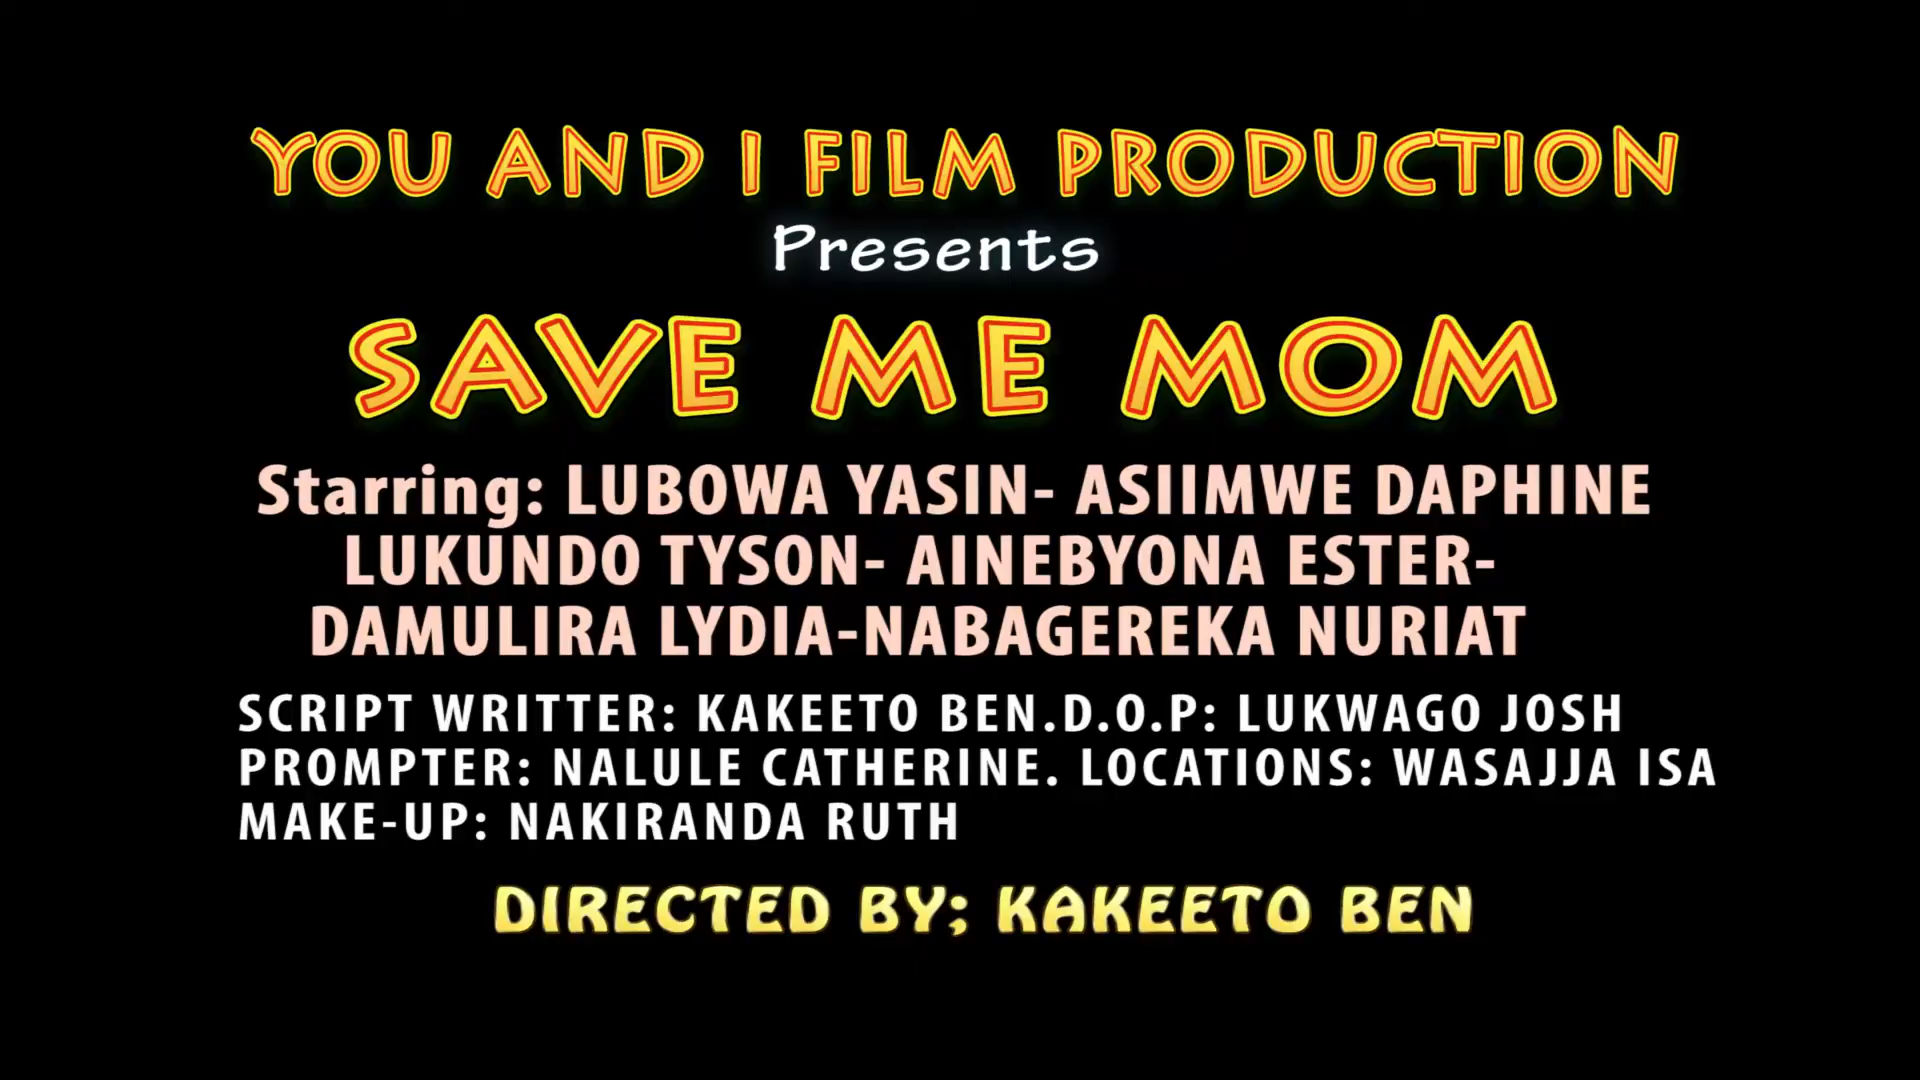 YOU AND I FILM PRODUCTION
Presents
SAVE ME MOM
Starring: LUBOWA YASIN- ASIIMWE DAPHINE
LUKUNDO TYSON- AINEBYONA ESTER-
DAMULIRA LYDIA-NABAGEREKA NURIAT
SCRIPT WRITTER: KAKEETO BEN.D.O.P: LUKWAGO JOSH
PROMPTER: NALULE CATHERINE. LOCATIONS: WASAJJA ISA
MAKE-UP: NAKIRANDA RUTH
DIRECTED BY; KAKEETO BEN